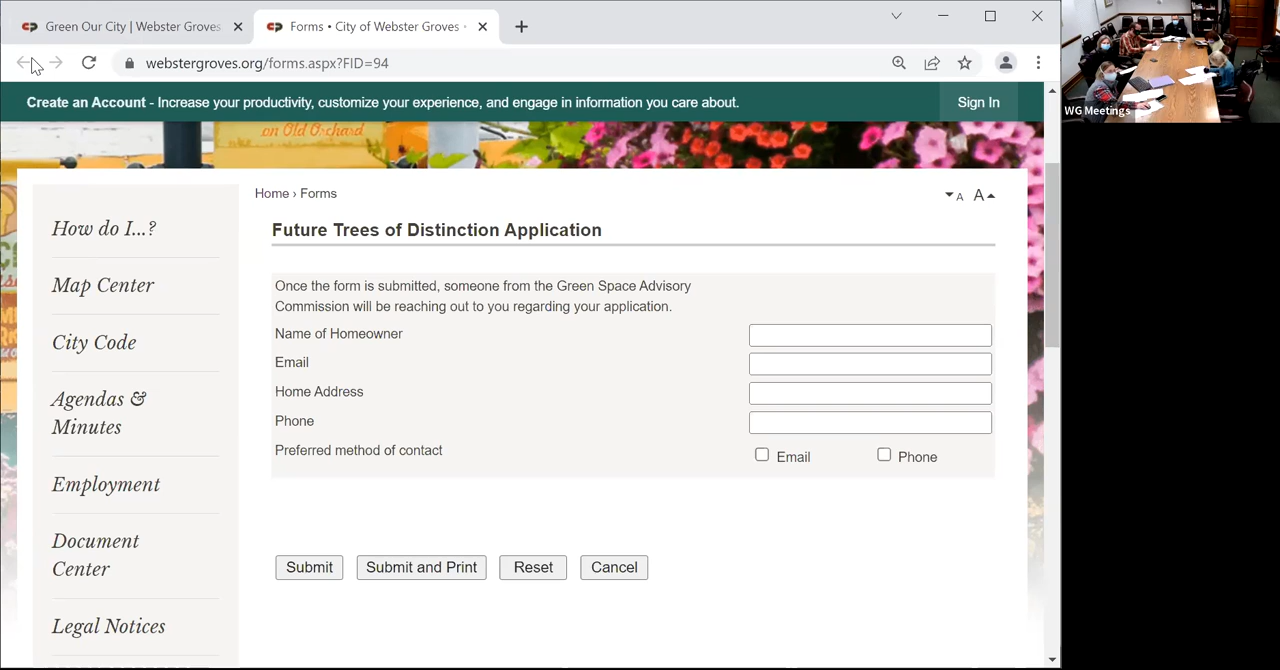 Green Our City | Webster Groves
Forms • City of Webster Groves •
webstergroves.org/forms.aspx?FID=94
Create an Account - Increase your productivity, customize your experience, and engage in information you care about.
Sign In
WG Meetings
on Old Orchard
Home › Forms
A A
How do I...?
Map Center
City Code
Agendas &
Minutes
Employment
Document
Center
Legal Notices
Future Trees of Distinction Application
Once the form is submitted, someone from the Green Space Advisory
Commission will be reaching out to you regarding your application.
Name of Homeowner
Email
Home Address
Phone
Preferred method of contact
Email Phone
Submit Submit and Print Reset Cancel